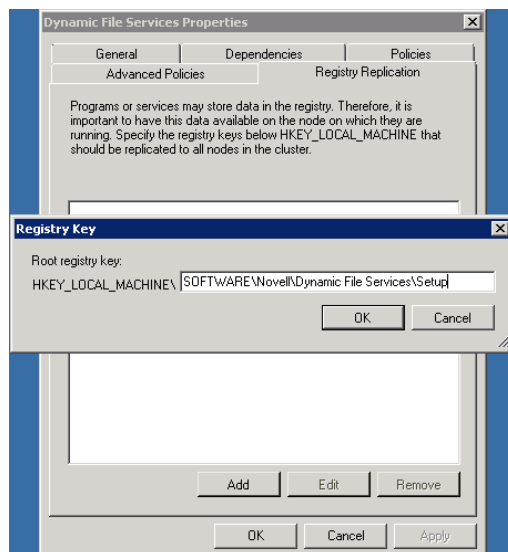 Dynamic File Services Properties
General Dependencies Policies
Advanced Policies Registry Replication
Programs or services may store data in the registry. Therefore, it is
important to have this data available on the node on which they are
running. Specify the registry keys below HKEY_LOCAL_MACHINE that
should be replicated to all nodes in the cluster.
Registry Key
Root registry key:
HKEY_LOCAL_MACHINE\ SOFTWARE\Novell\Dynamic File Services\Setup
OK Cancel
Add Edit Remove
OK Cancel Apply